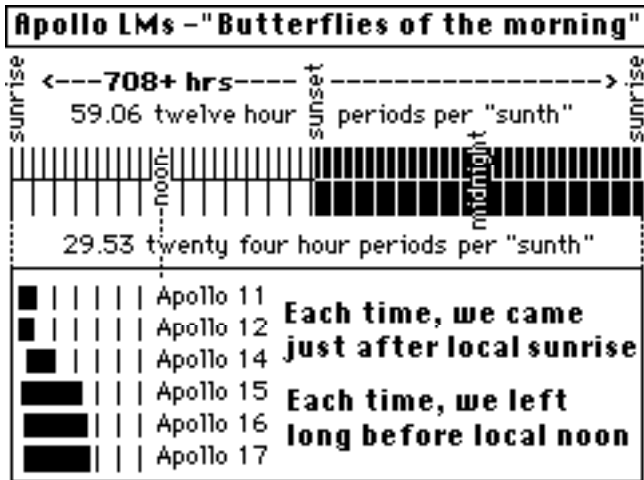 Apollo LMs -"Butterflies of the morning"
sunrise
<---708+ hrs----
sunset
------------------->
sunrise
59.06 twelve hour periods per "sunth"
noon
midnight
29.53 twenty four hour periods per "sunth"
Apollo 11
Apollo 12
Apollo 14
Apollo 15
Apollo 16
Apollo 17
Each time, we came
just after local sunrise
Each time, we left
long before local noon